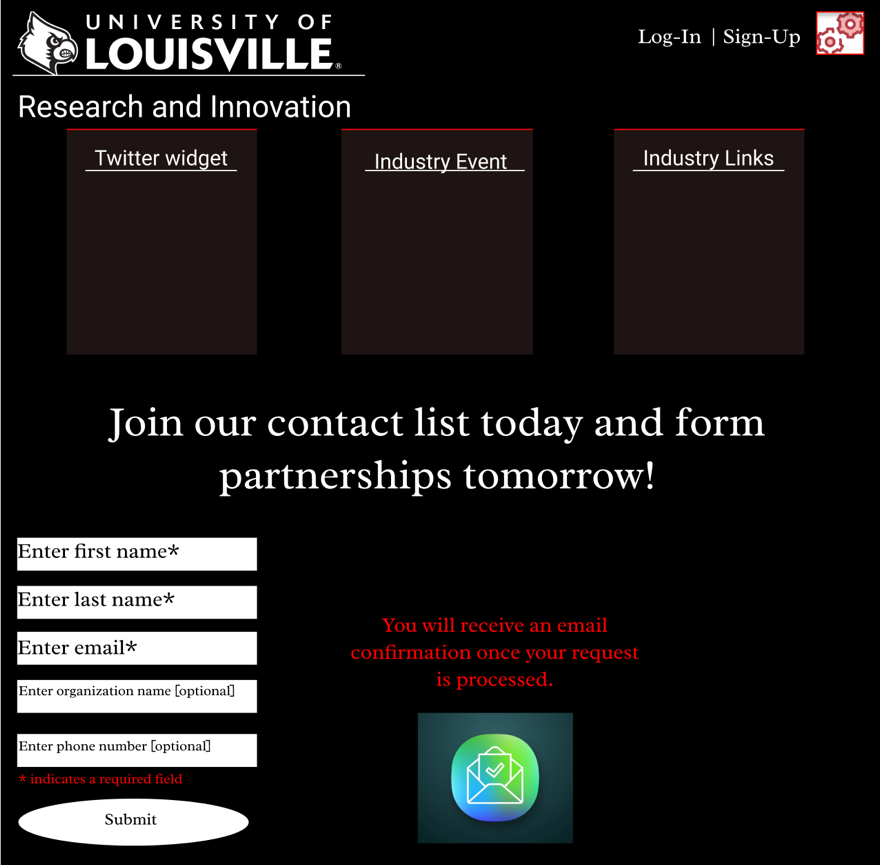 UNIVERSITY OF
LOUISVILLE®
Log-In | Sign-Up
Research and Innovation
Twitter widget
Industry Event
Industry Links
Join our contact list today and form
partnerships tomorrow!
Enter first name*
Enter last name*
Enter email*
Enter organization name [optional]
Enter phone number [optional]
* indicates a required field
Submit
You will receive an email
confirmation once your request
is processed.